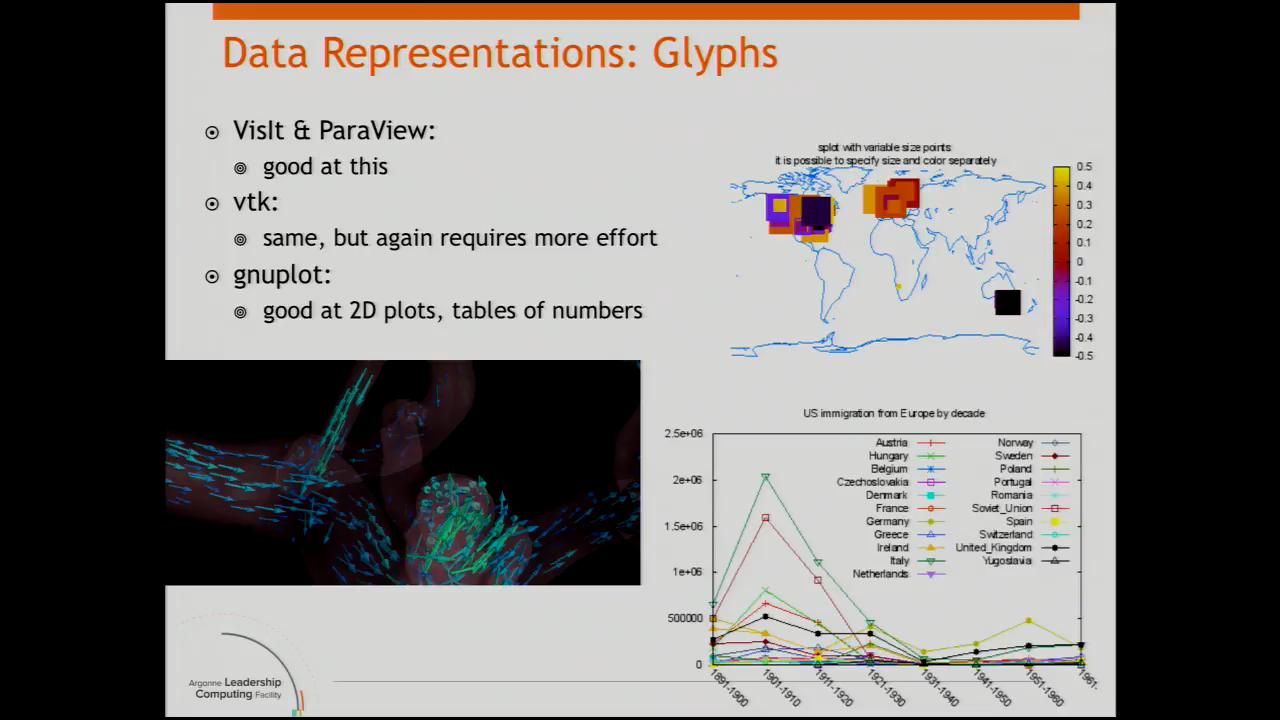 Data Representations: Glyphs
VisIt & ParaView:
good at this
vtk:
same, but again requires more effort
gnuplot:
good at 2D plots, tables of numbers
splot with variable size points
it is possible to specify size and color separately
0.5
0.4
0.3
0.2
0.1
0
-0.1
-0.2
-0.3
-0.4
-0.5
US immigration from Europe by decade
2.5e+06
2e+06
1.5e+06
1e+06
500000
0
Austria
Hungary
Belgium
Czechoslovakia
Denmark
France
Germany
Greece
Ireland
Italy
Netherlands
Norway
Sweden
Poland
Portugal
Romania
Soviet_Union
Spain
Switzerland
United_Kingdom
Yugoslavia
1891-1900
1901-1910
1911-1920
1921-1930
1931-1940
1941-1950
1951-1960
1961-
Argonne Leadership
Computing Facility